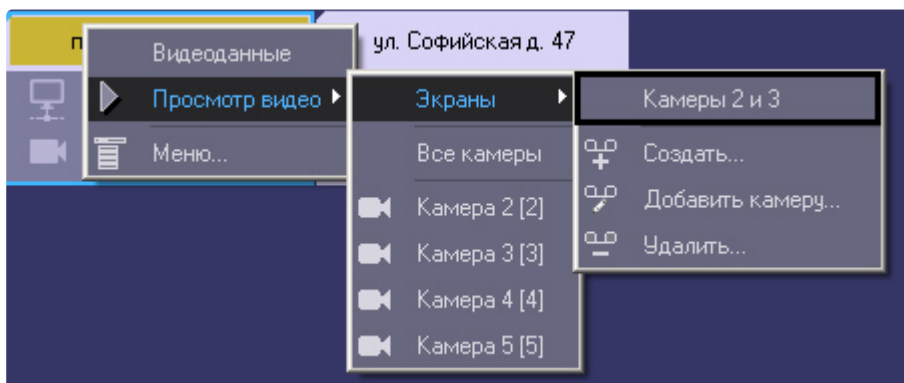 п
ул. Софийская д. 47
Видеоданные
Просмотр видео
Меню...
Экраны
Все камеры
Камера 2 [2]
Камера 3 [3]
Камера 4 [4]
Камера 5 [5]
Камеры 2 и 3
Создать...
Добавить камеру...
Удалить...